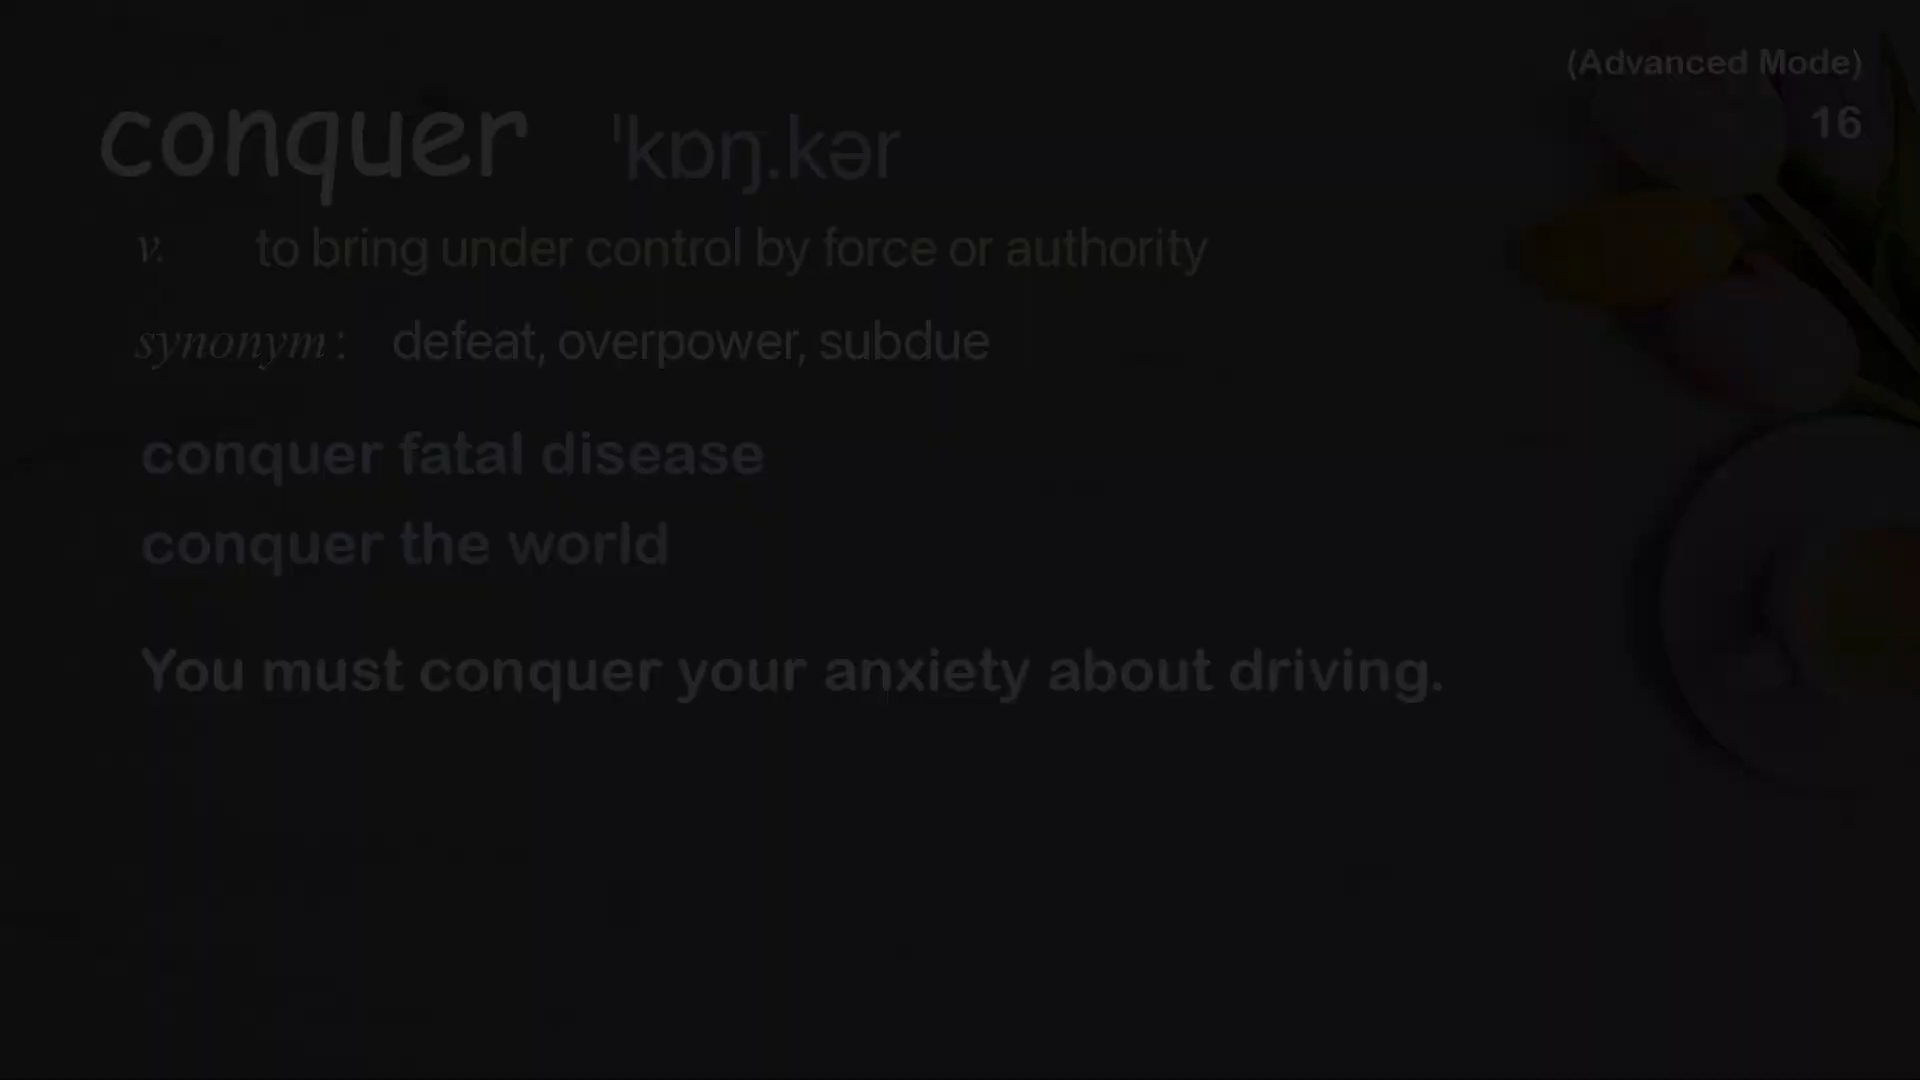 (Advanced Mode)
16
conquer ˈkɒŋ.kər
v. to bring under control by force or authority
synonym: defeat, overpower, subdue
conquer fatal disease
conquer the world
You must conquer your anxiety about driving.